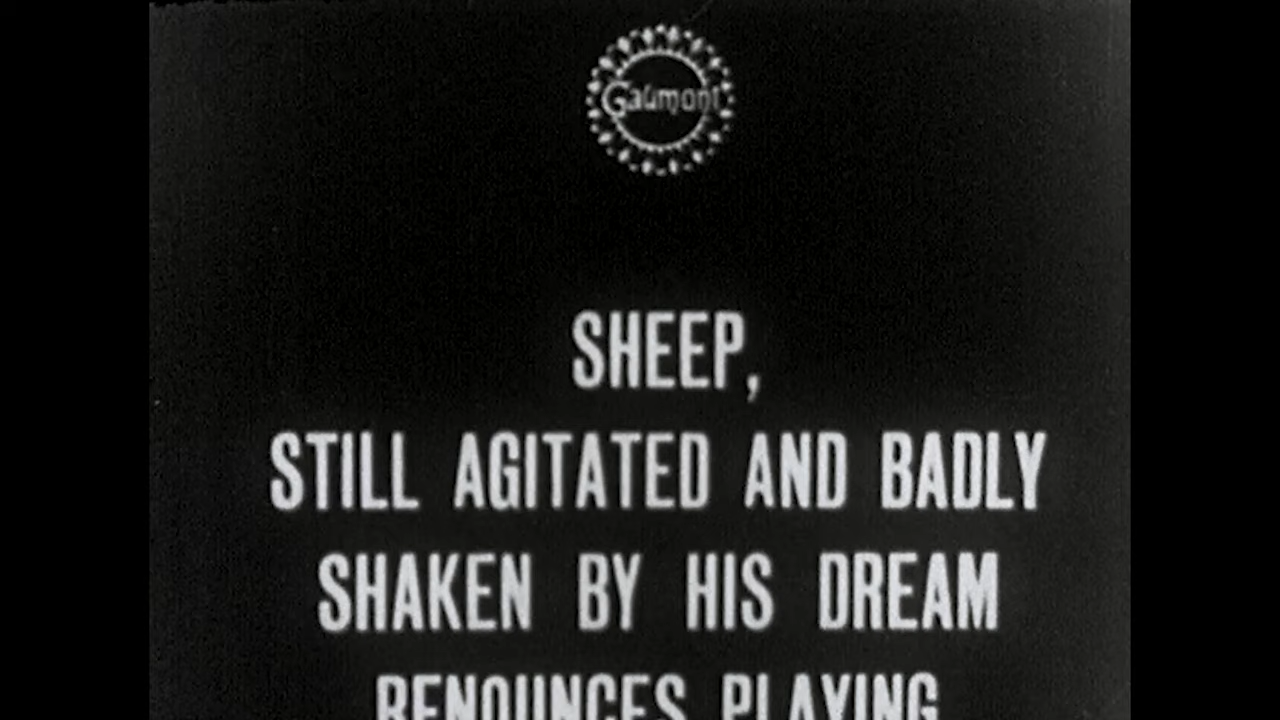 Gaumont
SHEEP,
STILL AGITATED AND BADLY
SHAKEN BY HIS DREAM
RENOUNCES PLAYING